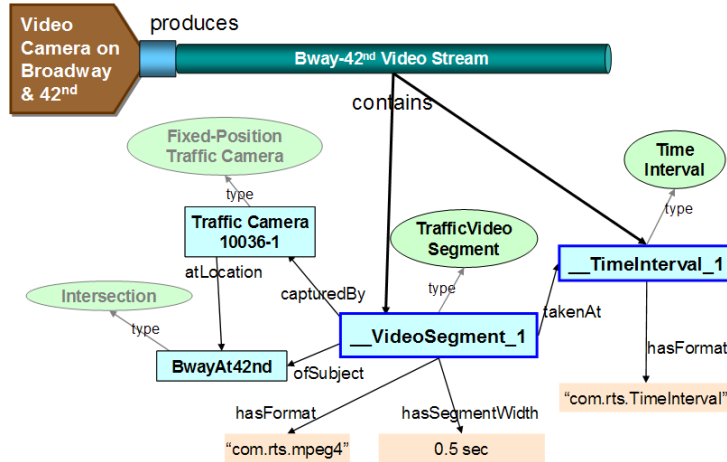 Video
Camera on
Broadway
& 42nd
produces
Bway-42nd Video Stream
contains
Fixed-Position
Traffic Camera
Time
Interval
type
type
Traffic Camera
10036-1
TrafficVideo
Segment
__TimeInterval_1
atLocation
Intersection
capturedBy
type
takenAt
type
__VideoSegment_1
BwayAt42nd
ofSubject
hasFormat
hasFormat
hasSegmentWidth
“com.rts.TimeInterval”
“com.rts.mpeg4”
0.5 sec